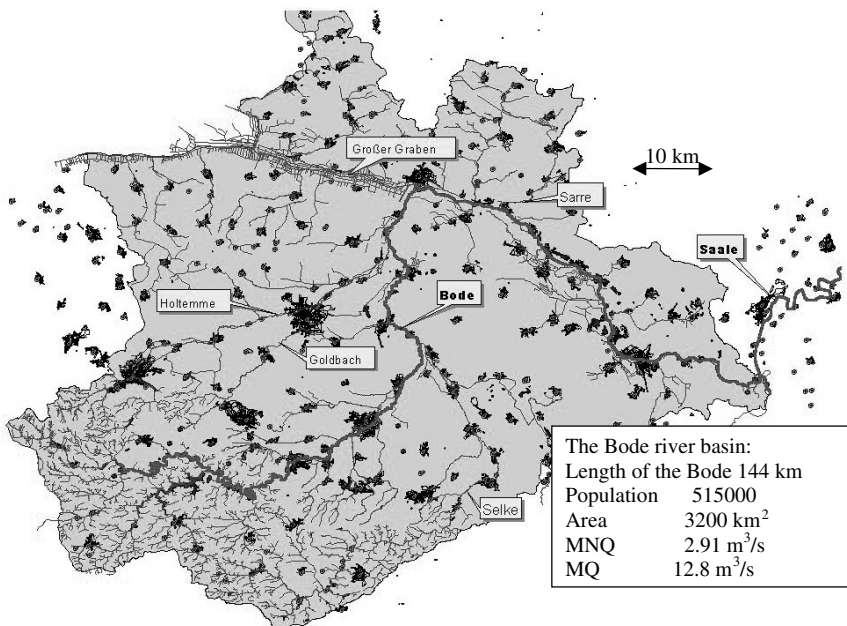 Großer Graben
10 km
Sarre
Saale
Holtemme
Bode
Goldbach
Selke
The Bode river basin:
Length of the Bode 144 km
Population 515000
Area 3200 km²
MNQ 2.91 m³/s
MQ 12.8 m³/s